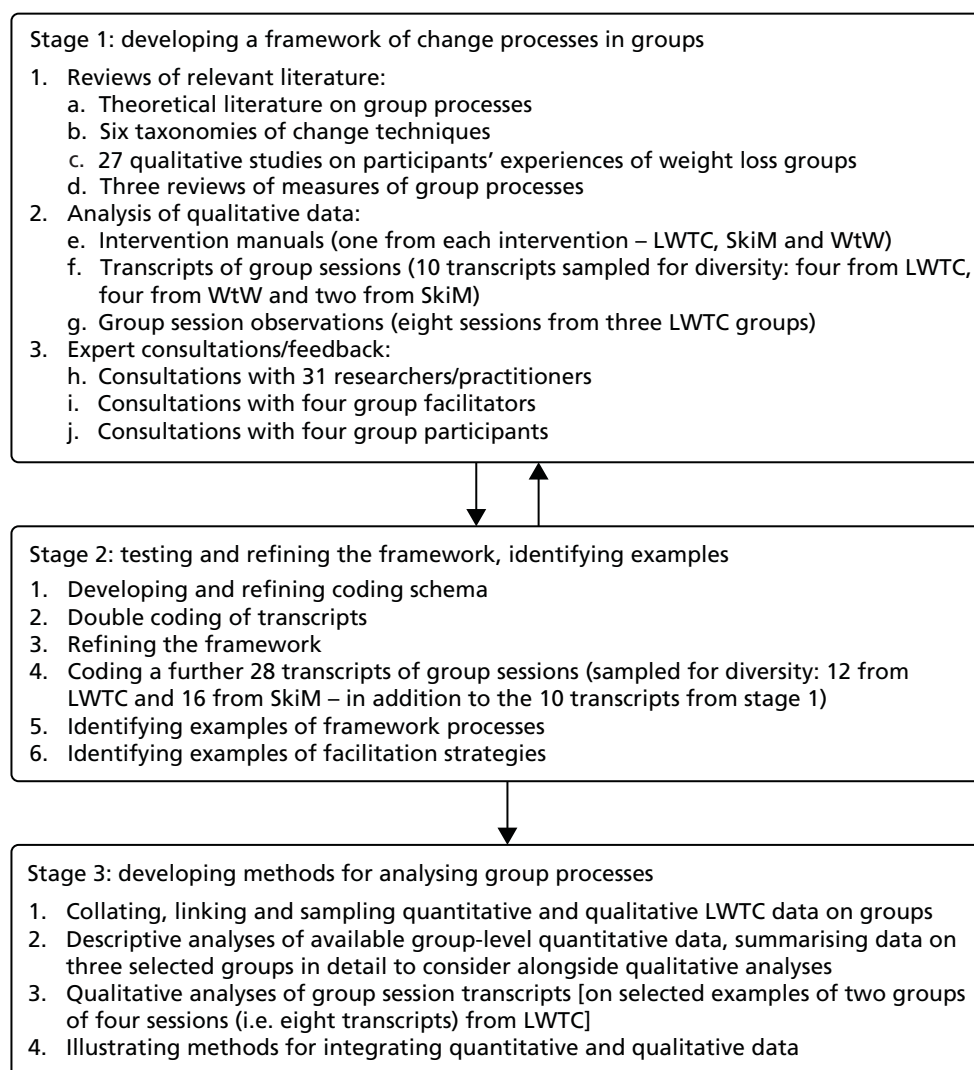 Stage 1: developing a framework of change processes in groups
1. Reviews of relevant literature:
a. Theoretical literature on group processes
b. Six taxonomies of change techniques
c. 27 qualitative studies on participants’ experiences of weight loss groups
d. Three reviews of measures of group processes
2. Analysis of qualitative data:
e. Intervention manuals (one from each intervention – LWTC, SkiM and WtW)
f. Transcripts of group sessions (10 transcripts sampled for diversity: four from LWTC,
four from WtW and two from SkiM)
g. Group session observations (eight sessions from three LWTC groups)
3. Expert consultations/feedback:
h. Consultations with 31 researchers/practitioners
i. Consultations with four group facilitators
j. Consultations with four group participants
Stage 2: testing and refining the framework, identifying examples
1. Developing and refining coding schema
2. Double coding of transcripts
3. Refining the framework
4. Coding a further 28 transcripts of group sessions (sampled for diversity: 12 from
LWTC and 16 from SkiM – in addition to the 10 transcripts from stage 1)
5. Identifying examples of framework processes
6. Identifying examples of facilitation strategies
Stage 3: developing methods for analysing group processes
1. Collating, linking and sampling quantitative and qualitative LWTC data on groups
2. Descriptive analyses of available group-level quantitative data, summarising data on
three selected groups in detail to consider alongside qualitative analyses
3. Qualitative analyses of group session transcripts [on selected examples of two groups
of four sessions (i.e. eight transcripts) from LWTC]
4. Illustrating methods for integrating quantitative and qualitative data